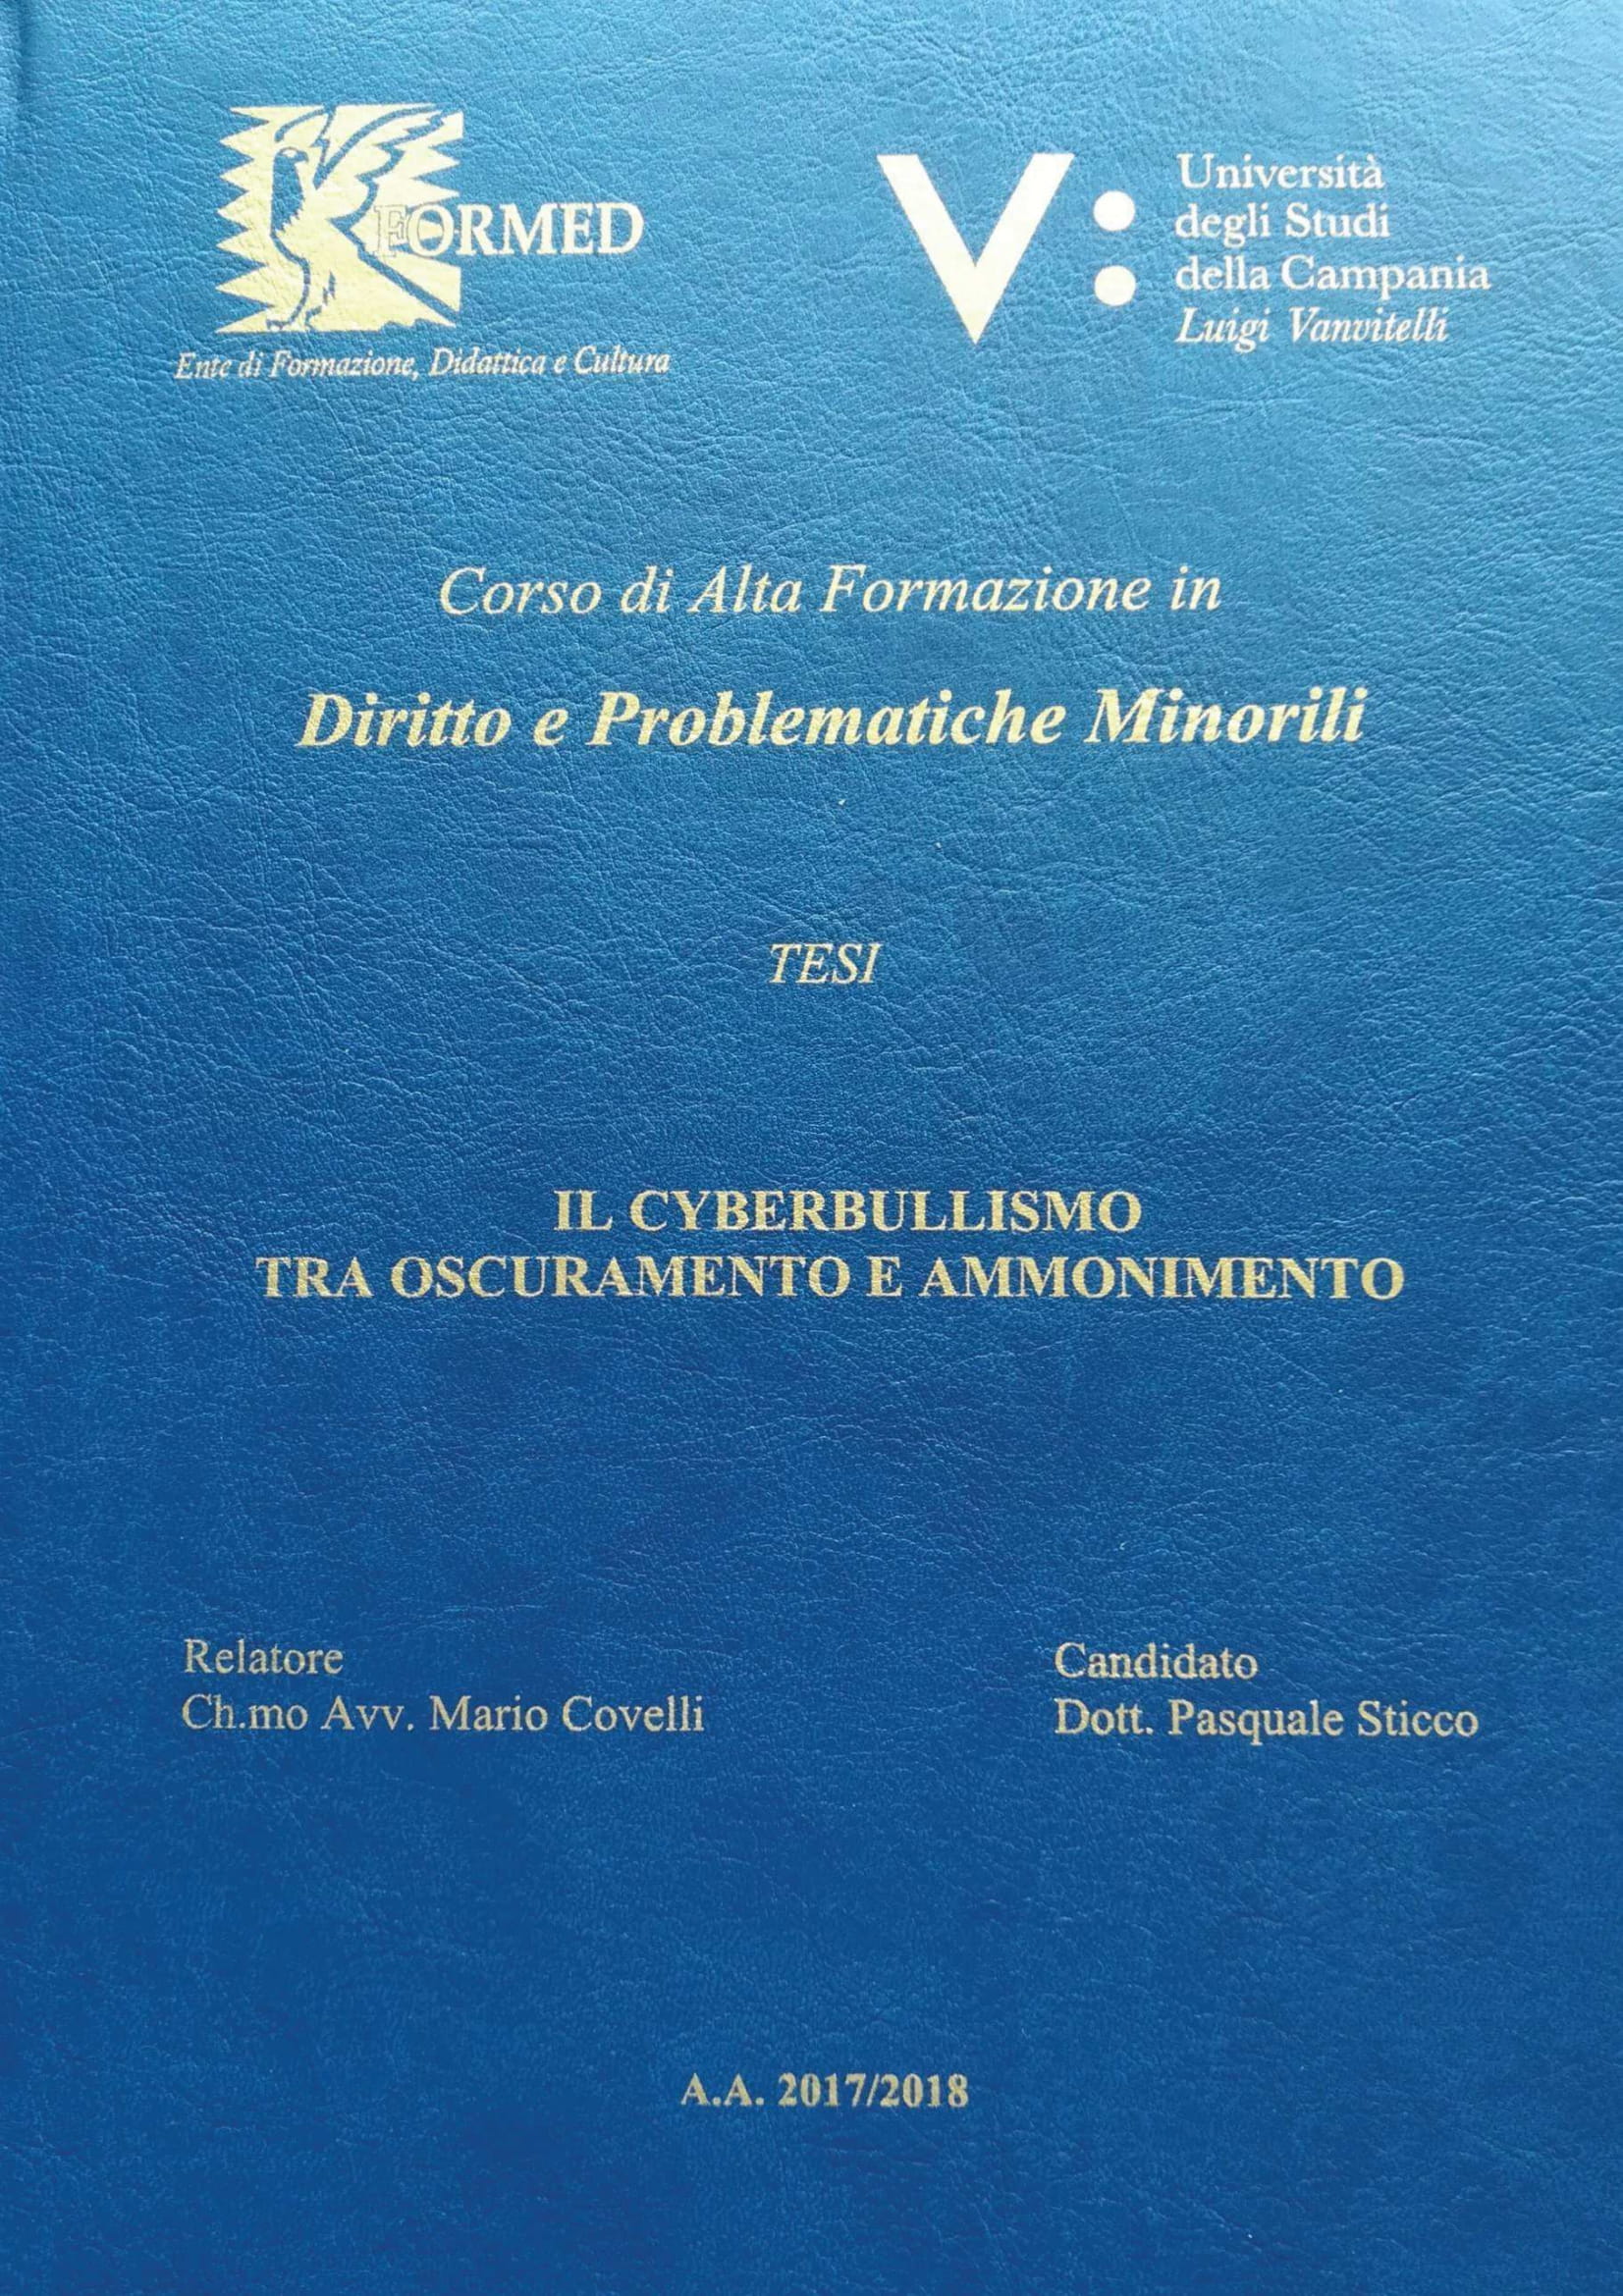 FORMED
Ente di Formazione, Didattica e Cultura
V:
Università
degli Studi
della Campania
Luigi Vanvitelli
Corso di Alta Formazione in
Diritto e Problematiche Minorili
TESI
IL CYBERBULLISMO
TRA OSCURAMENTO E AMMONIMENTO
Relatore
Ch.mo Avv. Mario Covelli
Candidato
Dott. Pasquale Sticco
A.A. 2017/2018